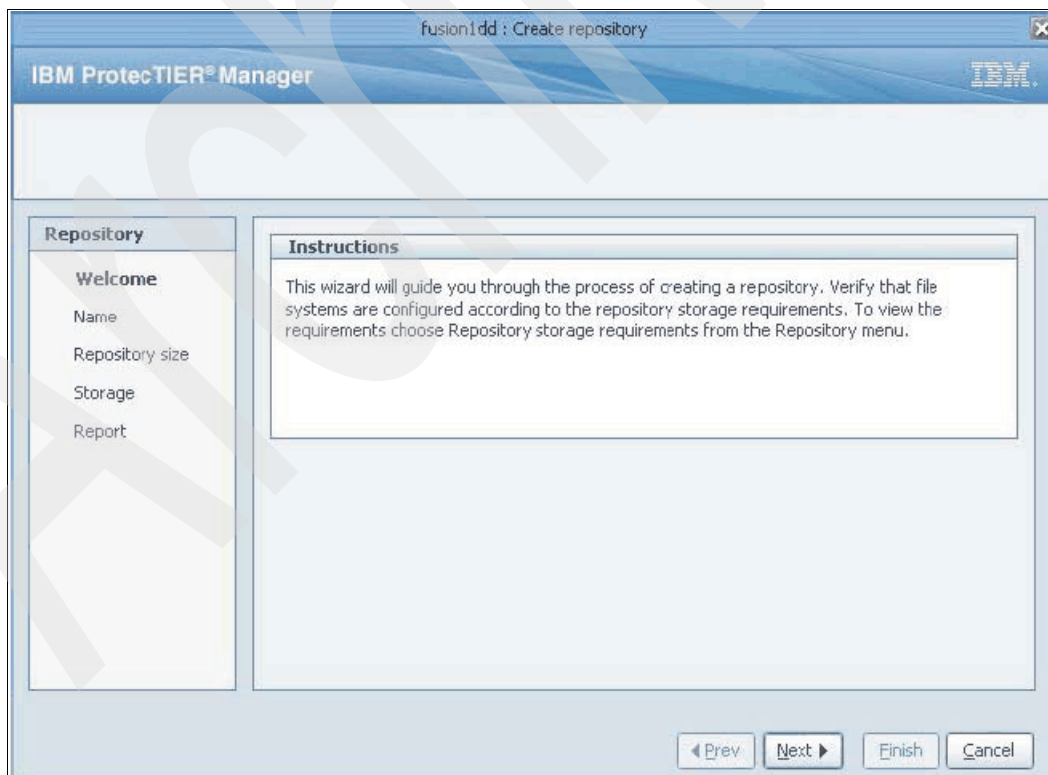 fusion1dd : Create repository
IBM ProtecTIER® Manager
IBM.
Repository
Welcome
Name
Repository size
Storage
Report
Instructions
This wizard will guide you through the process of creating a repository. Verify that file
systems are configured according to the repository storage requirements. To view the
requirements choose Repository storage requirements from the Repository menu.
Prev Next Finish Cancel